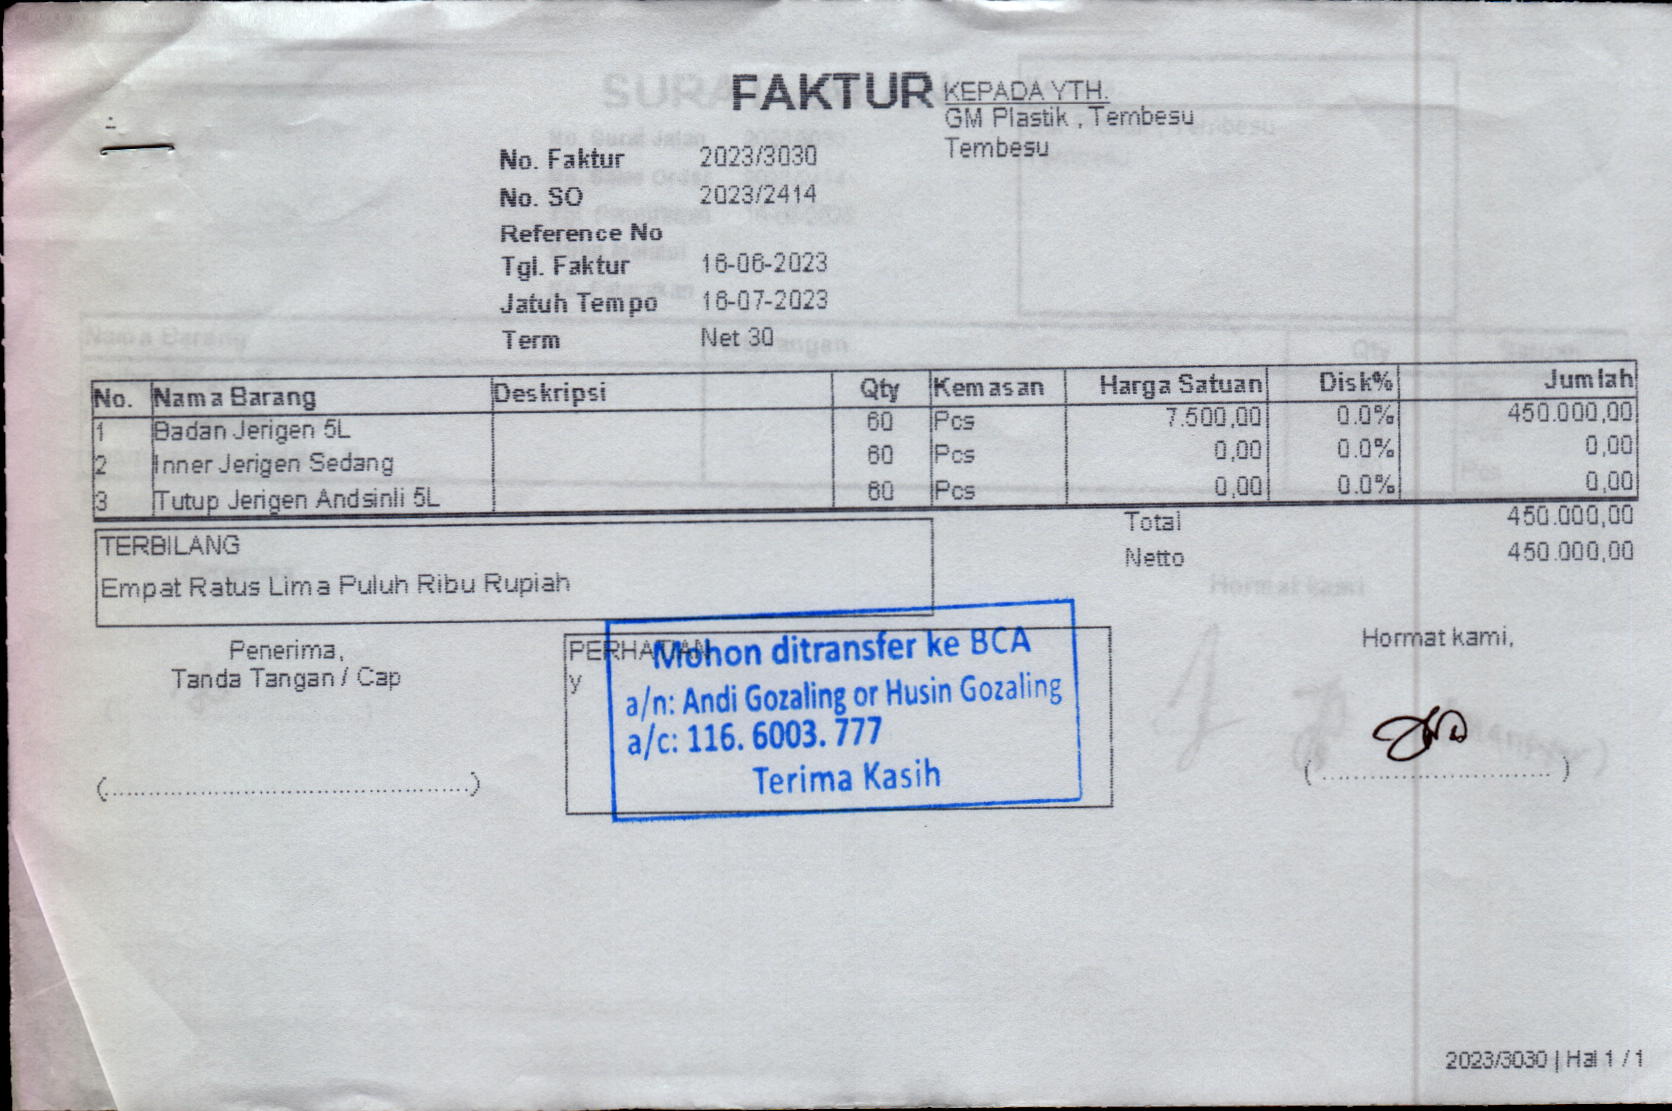 FAKTUR
KEPADA YTH.
GM Plastik , Tembesu
Tembesu
No. Faktur 2023/3030
No. SO 2023/2414
Reference No
Tgl. Faktur 16-06-2023
Jatuh Tempo 16-07-2023
Term Net 30
No. Nama Barang Deskripsi Qty Kemasan Harga Satuan Disk% Jumlah
1 Badan Jerigen 5L 60 Pcs 7.500,00 0.0% 450.000,00
2 Inner Jerigen Sedang 60 Pcs 0,00 0.0% 0,00
3 Tutup Jerigen Andsinli 5L 60 Pcs 0,00 0.0% 0,00
Total 450.000,00
Netto 450.000,00
TERBILANG
Empat Ratus Lima Puluh Ribu Rupiah
Penerima,
Tanda Tangan / Cap
(...............................................)
PERHATIAN
y
Mohon ditransfer ke BCA
a/n: Andi Gozaling or Husin Gozaling
a/c: 116. 6003. 777
Terima Kasih
Hormat kami,
(..............................)
2023/3030 | Hal 1 / 1